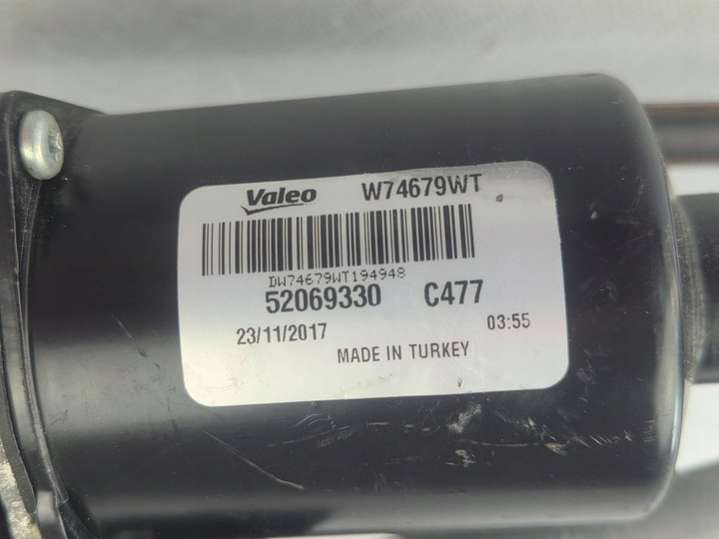 Valeo W74679WT
DW74679WT194948
52069330 C477
23/11/2017 03:55
MADE IN TURKEY